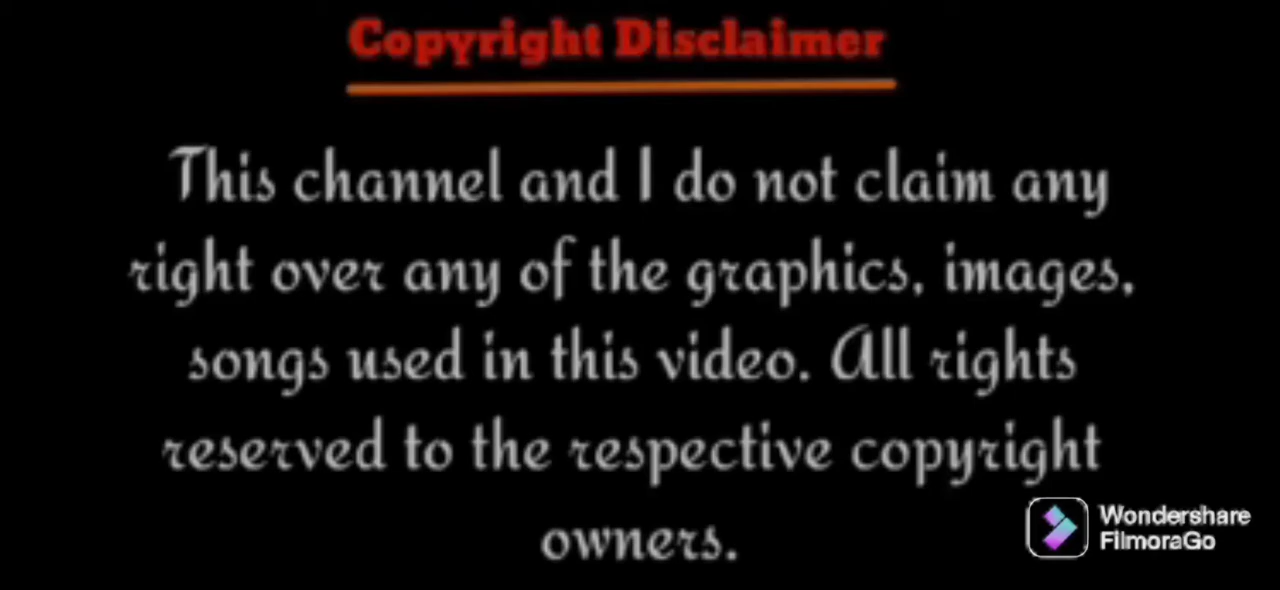 Copyright Disclaimer
This channel and I do not claim any
right over any of the graphics, images,
songs used in this video. All rights
reserved to the respective copyright
owners.
Wondershare
FilmoraGo